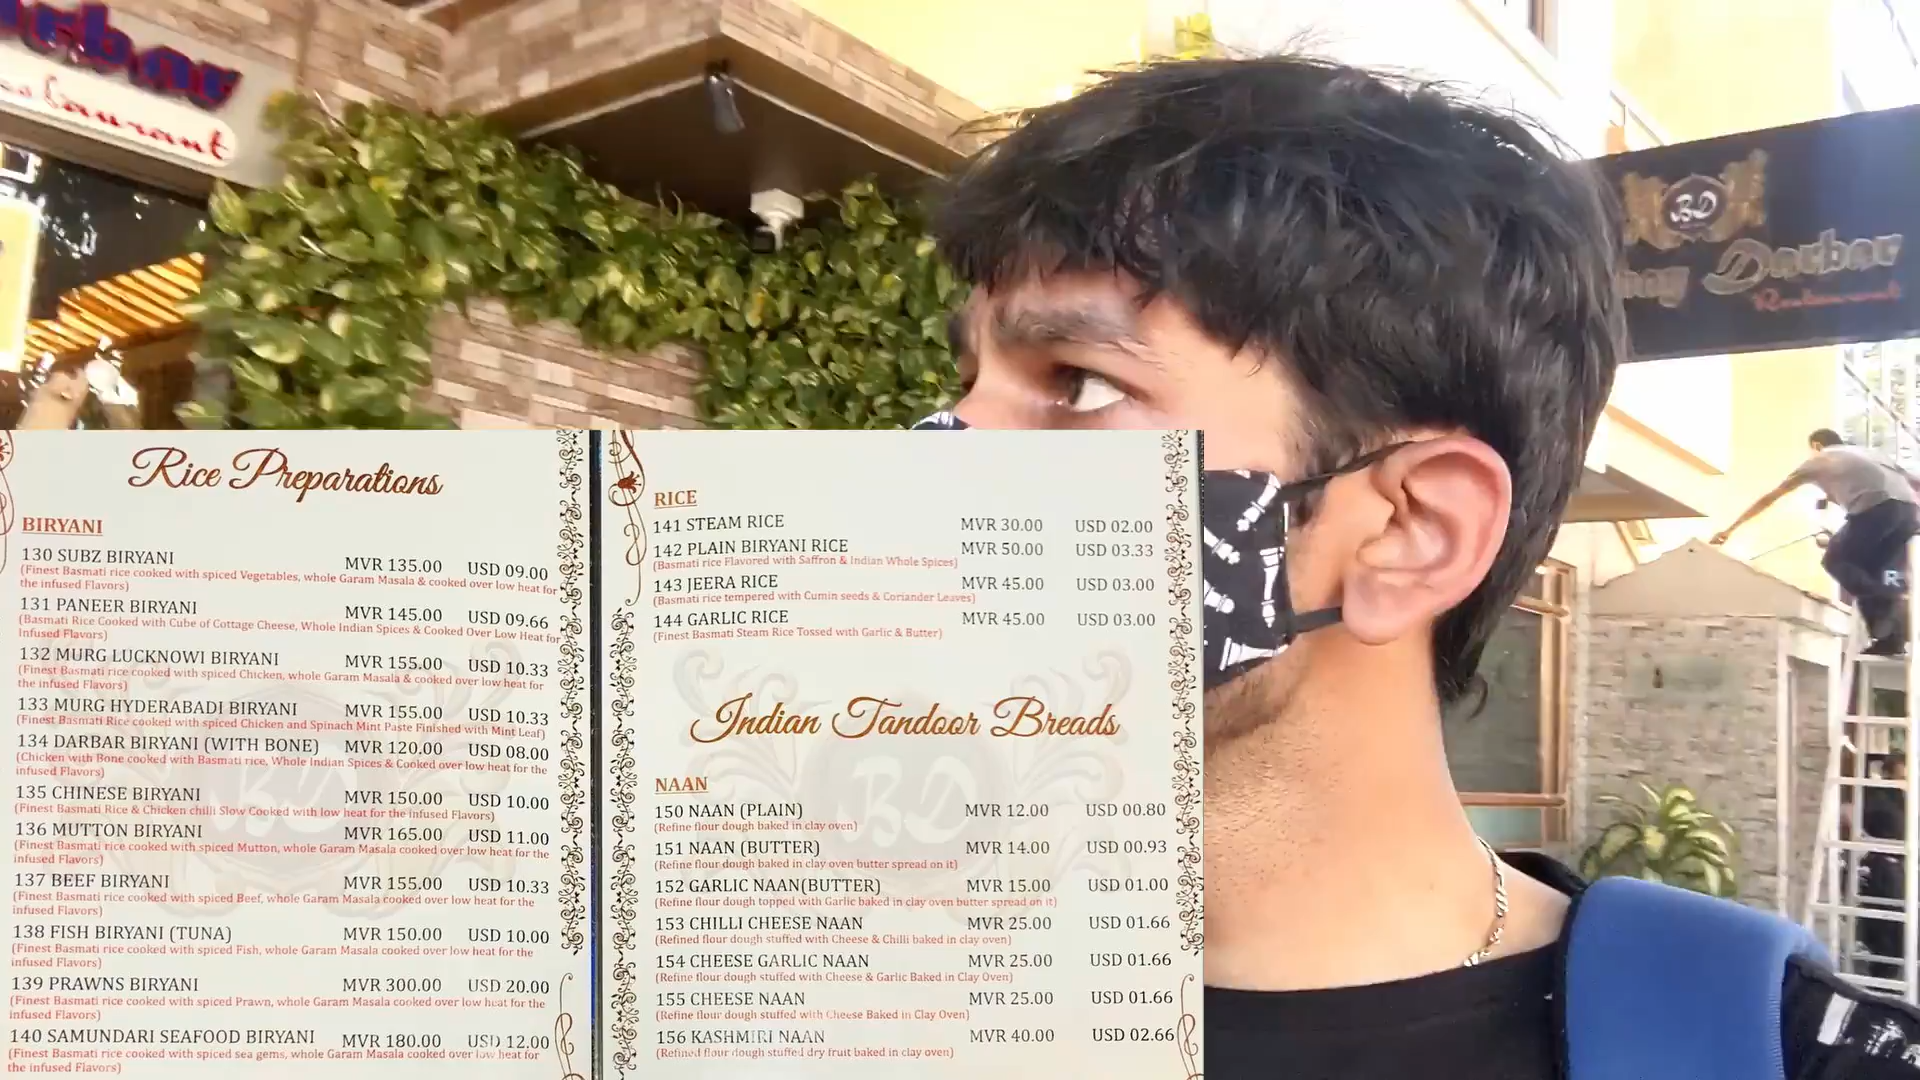 rbar
estaurant
BD
bay Darbar
Restaurant
R
Rice Preparations
BIRYANI
130 SUBZ BIRYANI MVR 135.00 USD 09.00
(Finest Basmati rice cooked with spiced Vegetables, whole Garam Masala & cooked over low heat for
the infused Flavors)
131 PANEER BIRYANI MVR 145.00 USD 09.66
(Basmati Rice Cooked with Cube of Cottage Cheese, Whole Indian Spices & Cooked Over Low Heat for
Infused Flavors)
132 MURG LUCKNOWI BIRYANI MVR 155.00 USD 10.33
(Finest Basmati rice cooked with spiced Chicken, whole Garam Masala & cooked over low heat for
the infused Flavors)
133 MURG HYDERABADI BIRYANI MVR 155.00 USD 10.33
(Finest Basmati Rice cooked with spiced Chicken and Spinach Mint Paste Finished with Mint Leaf)
134 DARBAR BIRYANI (WITH BONE) MVR 120.00 USD 08.00
(Chicken with Bone cooked with Basmati rice, Whole Indian Spices & Cooked over low heat for the
infused Flavors)
135 CHINESE BIRYANI MVR 150.00 USD 10.00
(Finest Basmati Rice & Chicken chilli Slow Cooked with low heat for the infused Flavors)
136 MUTTON BIRYANI MVR 165.00 USD 11.00
(Finest Basmati rice cooked with spiced Mutton, whole Garam Masala cooked over low heat for the
infused Flavors)
137 BEEF BIRYANI MVR 155.00 USD 10.33
(Finest Basmati rice cooked with spiced Beef, whole Garam Masala cooked over low heat for the
infused Flavors)
138 FISH BIRYANI (TUNA) MVR 150.00 USD 10.00
(Finest Basmati rice cooked with spiced Fish, whole Garam Masala cooked over low heat for the
infused Flavors)
139 PRAWNS BIRYANI MVR 300.00 USD 20.00
(Finest Basmati rice cooked with spiced Prawn, whole Garam Masala cooked over low heat for the
infused Flavors)
140 SAMUNDARI SEAFOOD BIRYANI MVR 180.00 USD 12.00
(Finest Basmati rice cooked with spiced sea gems, whole Garam Masala cooked over low heat for
the infused Flavors)
RICE
141 STEAM RICE MVR 30.00 USD 02.00
142 PLAIN BIRYANI RICE MVR 50.00 USD 03.33
(Basmati rice Flavored with Saffron & Indian Whole Spices)
143 JEERA RICE MVR 45.00 USD 03.00
(Basmati rice tempered with Cumin seeds & Coriander Leaves)
144 GARLIC RICE MVR 45.00 USD 03.00
(Finest Basmati Steam Rice Tossed with Garlic & Butter)
Indian Tandoor Breads
NAAN
150 NAAN (PLAIN) MVR 12.00 USD 00.80
(Refine flour dough baked in clay oven)
151 NAAN (BUTTER) MVR 14.00 USD 00.93
(Refine flour dough baked in clay oven butter spread on it)
152 GARLIC NAAN(BUTTER) MVR 15.00 USD 01.00
(Refine flour dough topped with Garlic baked in clay oven butter spread on it)
153 CHILLI CHEESE NAAN MVR 25.00 USD 01.66
(Refined flour dough stuffed with Cheese & Chilli baked in clay oven)
154 CHEESE GARLIC NAAN MVR 25.00 USD 01.66
(Refine flour dough stuffed with Cheese & Garlic Baked in Clay Oven)
155 CHEESE NAAN MVR 25.00 USD 01.66
(Refine flour dough stuffed with Cheese Baked in Clay Oven)
156 KASHMIRI NAAN MVR 40.00 USD 02.66
(Refined flour dough stuffed dry fruit baked in clay oven)